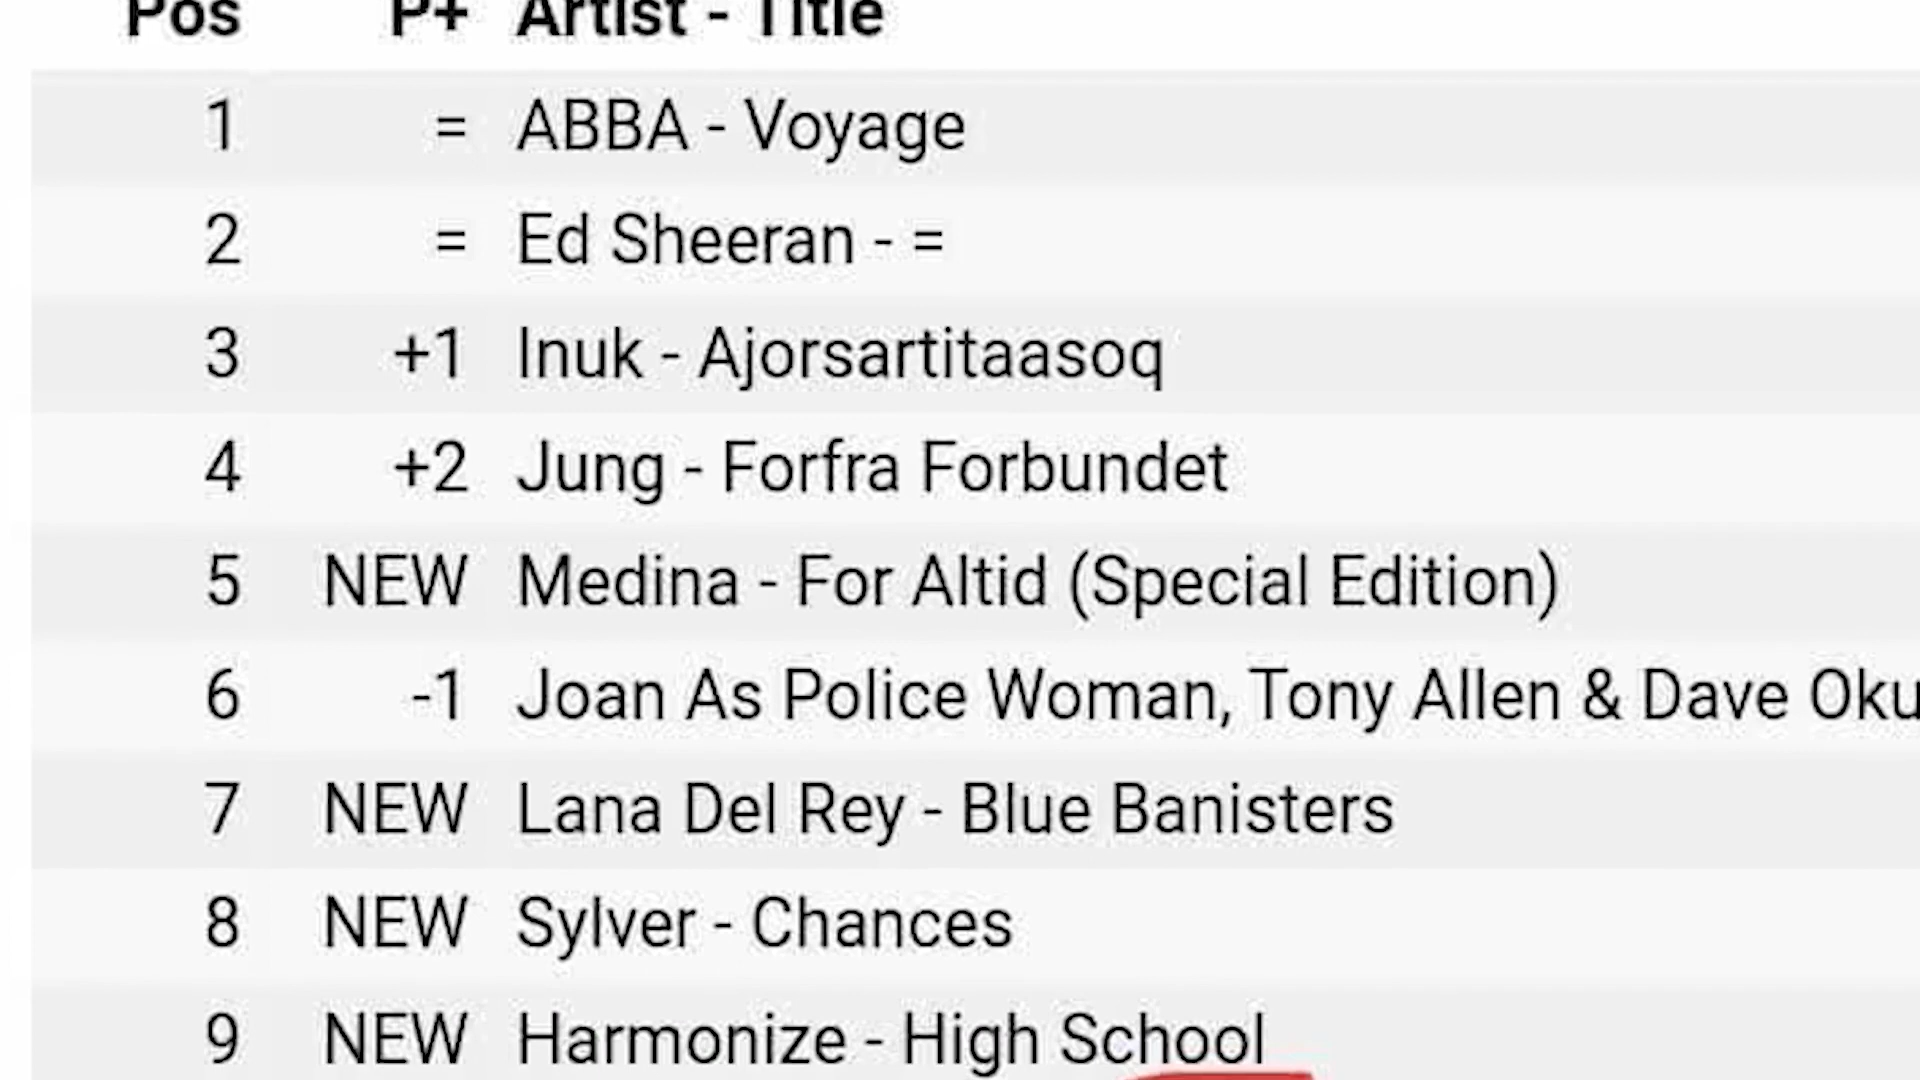 Pos P+ Artist - Title
1 = ABBA - Voyage
2 = Ed Sheeran - =
3 +1 Inuk - Ajorsartitaasoq
4 +2 Jung - Forfra Forbundet
5 NEW Medina - For Altid (Special Edition)
6 -1 Joan As Police Woman, Tony Allen & Dave Oku
7 NEW Lana Del Rey - Blue Banisters
8 NEW Sylver - Chances
9 NEW Harmonize - High School